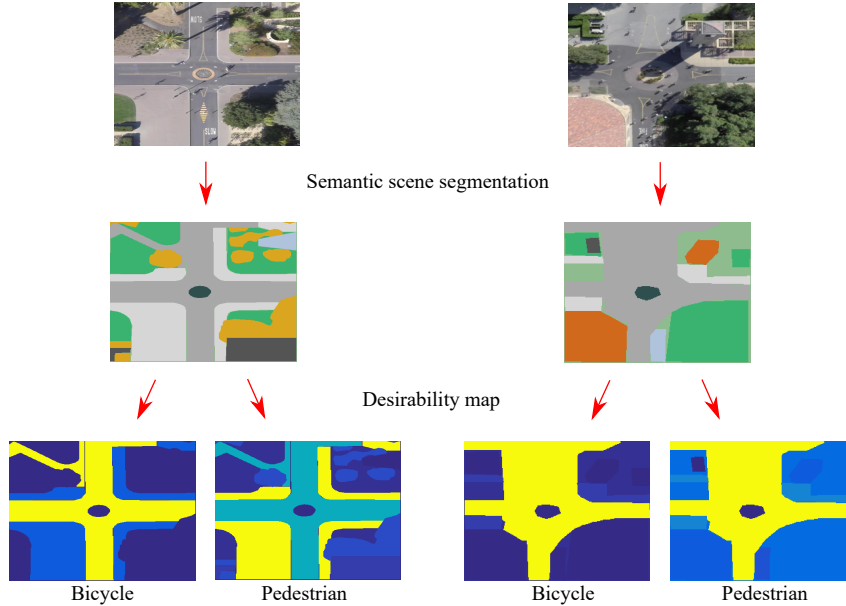 Semantic scene segmentation
Desirability map
Bicycle
Pedestrian
Bicycle
Pedestrian